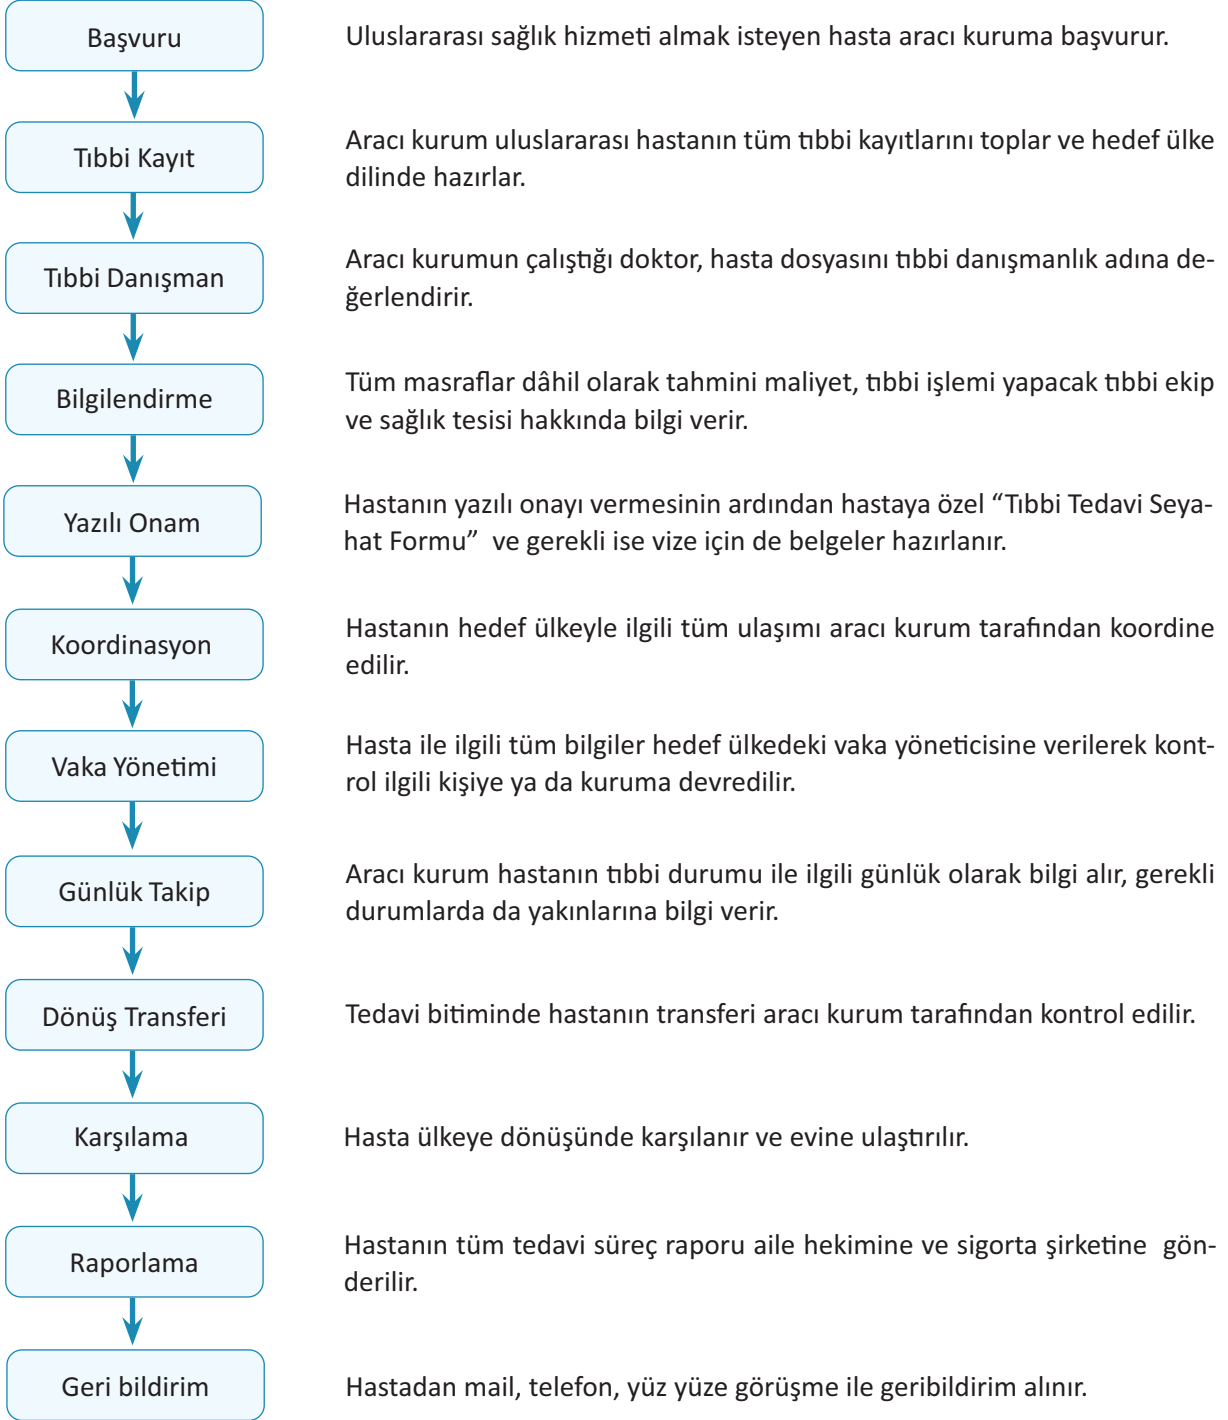 Başvuru
Uluslararası sağlık hizmeti almak isteyen hasta aracı kuruma başvurur.
Tıbbi Kayıt
Aracı kurum uluslararası hastanın tüm tıbbi kayıtlarını toplar ve hedef ülke
dilinde hazırlar.
Tıbbi Danışman
Aracı kurumun çalıştığı doktor, hasta dosyasını tıbbi danışmanlık adına de-
ğerlendirir.
Bilgilendirme
Tüm masraflar dâhil olarak tahmini maliyet, tıbbi işlemi yapacak tıbbi ekip
ve sağlık tesisi hakkında bilgi verir.
Yazılı Onam
Hastanın yazılı onayı vermesinin ardından hastaya özel “Tıbbi Tedavi Seya-
hat Formu”  ve gerekli ise vize için de belgeler hazırlanır.
Koordinasyon
Hastanın hedef ülkeyle ilgili tüm ulaşımı aracı kurum tarafından koordine
edilir.
Vaka Yönetimi
Hasta ile ilgili tüm bilgiler hedef ülkedeki vaka yöneticisine verilerek kont-
rol ilgili kişiye ya da kuruma devredilir.
Günlük Takip
Aracı kurum hastanın tıbbi durumu ile ilgili günlük olarak bilgi alır, gerekli
durumlarda da yakınlarına bilgi verir.
Dönüş Transferi
Tedavi bitiminde hastanın transferi aracı kurum tarafından kontrol edilir.
Karşılama
Hasta ülkeye dönüşünde karşılanır ve evine ulaştırılır.
Raporlama
Hastanın tüm tedavi süreç raporu aile hekimine ve sigorta şirketine  gön-
derilir.
Geri bildirim
Hastadan mail, telefon, yüz yüze görüşme ile geribildirim alınır.